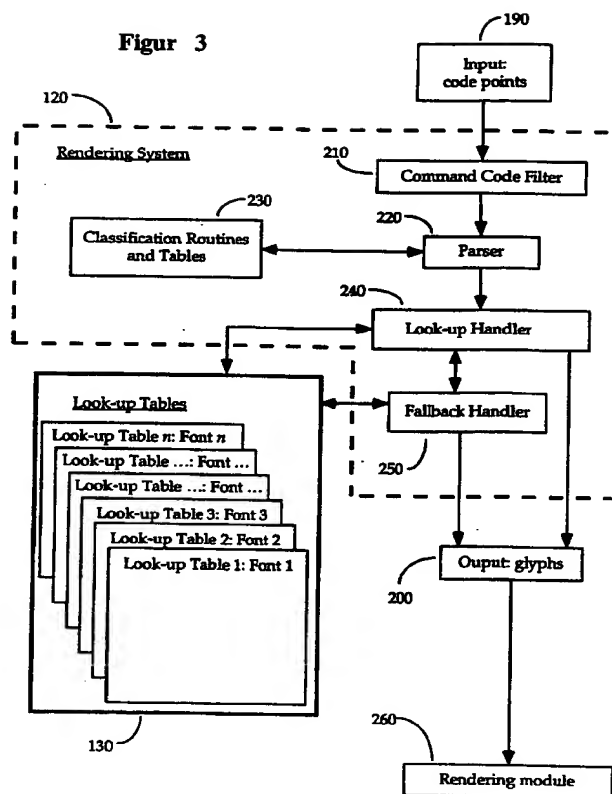 Figur 3
190
Input:
code points
120
Rendering System
210
Command Code Filter
230
Classification Routines
and Tables
220
Parser
240
Look-up Handler
Look-up Tables
Fallback Handler
250
Look-up Table n: Font n
Look-up Table ...: Font ...
Look-up Table ...: Font ...
Look-up Table 3: Font 3
Look-up Table 2: Font 2
Look-up Table 1: Font 1
Ouput: glyphs
200
130
260
Rendering module